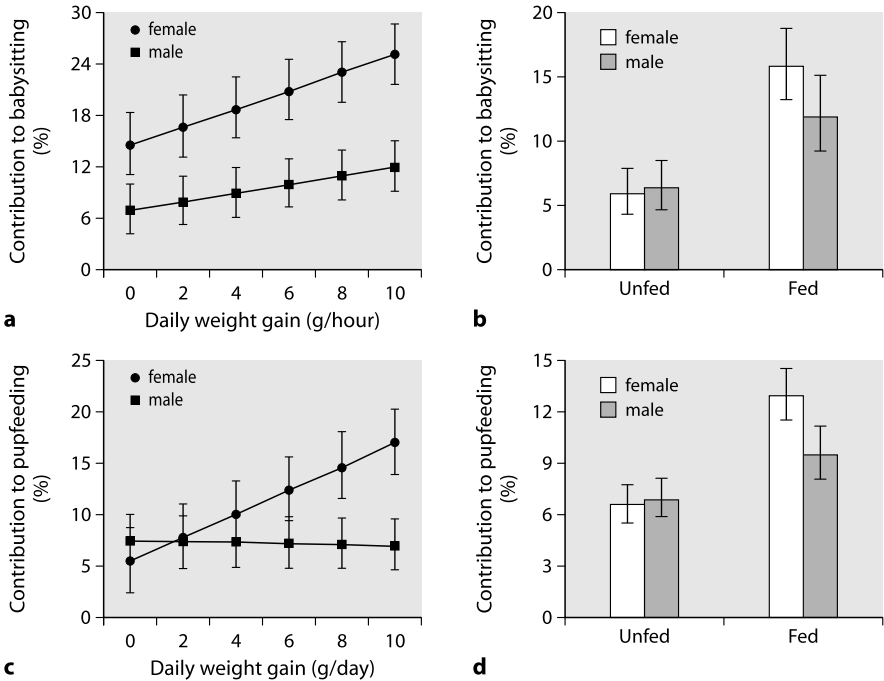 Contribution to babysitting
(%)
30
24
18
12
6
0
female
male
0 2 4 6 8 10
Daily weight gain (g/hour)
a
Contribution to babysitting
(%)
20
15
10
5
0
female
male
Unfed Fed
b
Contribution to pupfeeding
(%)
25
20
15
10
5
0
female
male
0 2 4 6 8 10
Daily weight gain (g/day)
c
Contribution to pupfeeding
(%)
15
12
9
6
3
0
female
male
Unfed Fed
d